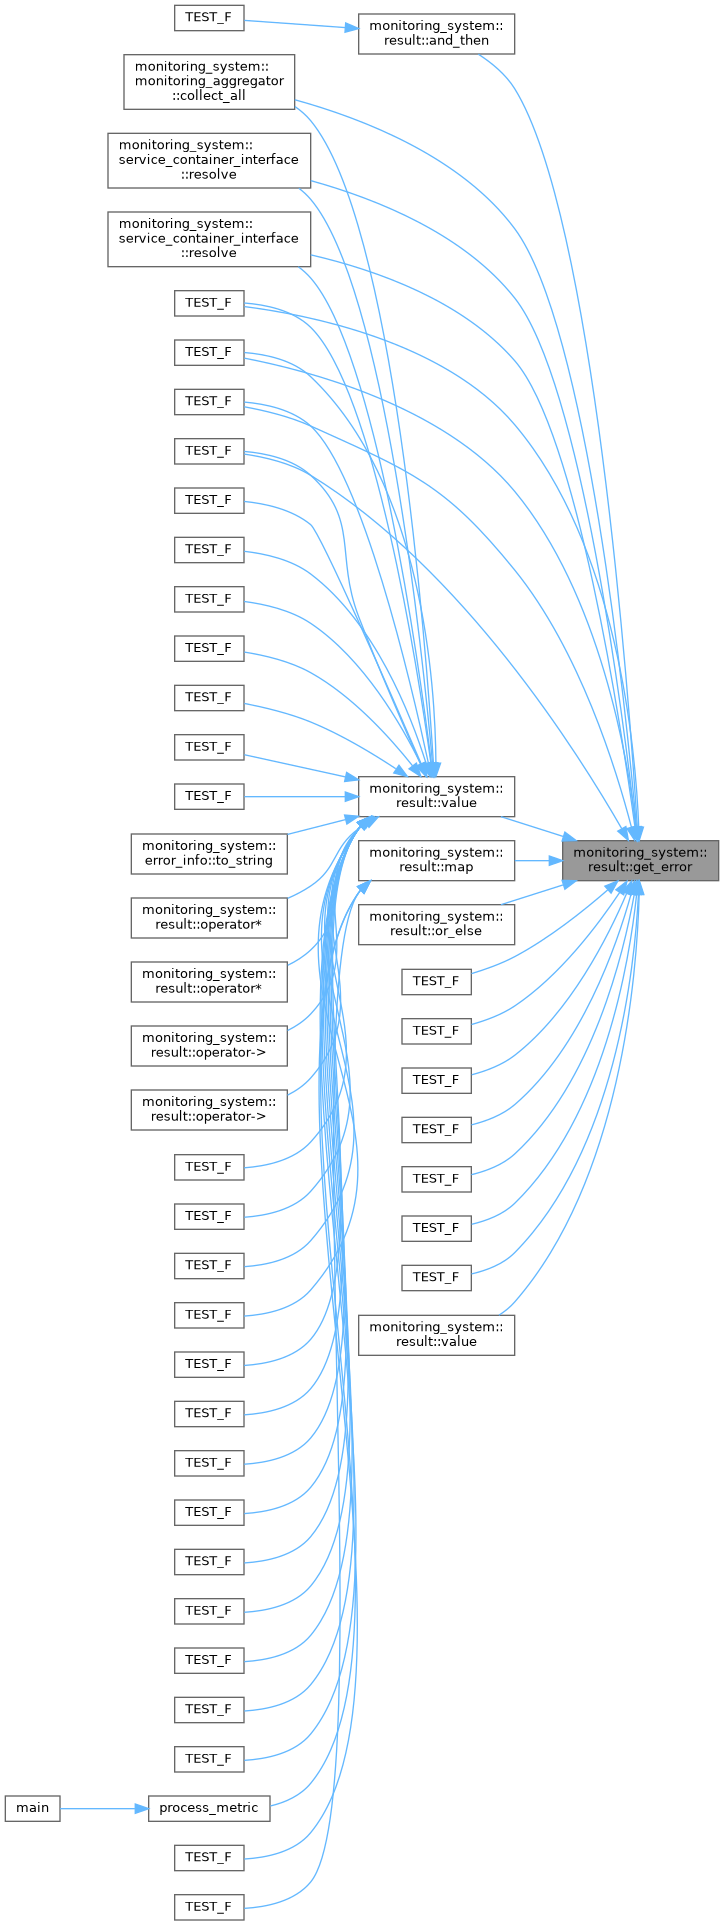 TEST_F
monitoring_system::
result::and_then
monitoring_system::
monitoring_aggregator
::collect_all
monitoring_system::
service_container_interface
::resolve
monitoring_system::
service_container_interface
::resolve
TEST_F
TEST_F
TEST_F
TEST_F
TEST_F
TEST_F
TEST_F
TEST_F
TEST_F
TEST_F
TEST_F
monitoring_system::
result::value
monitoring_system::
error_info::to_string
monitoring_system::
result::map
monitoring_system::
result::get_error
monitoring_system::
result::operator*
monitoring_system::
result::or_else
monitoring_system::
result::operator*
TEST_F
monitoring_system::
result::operator->
TEST_F
TEST_F
monitoring_system::
result::operator->
TEST_F
TEST_F
TEST_F
TEST_F
TEST_F
TEST_F
TEST_F
TEST_F
monitoring_system::
result::value
TEST_F
TEST_F
TEST_F
TEST_F
TEST_F
TEST_F
TEST_F
TEST_F
TEST_F
main
process_metric
TEST_F
TEST_F